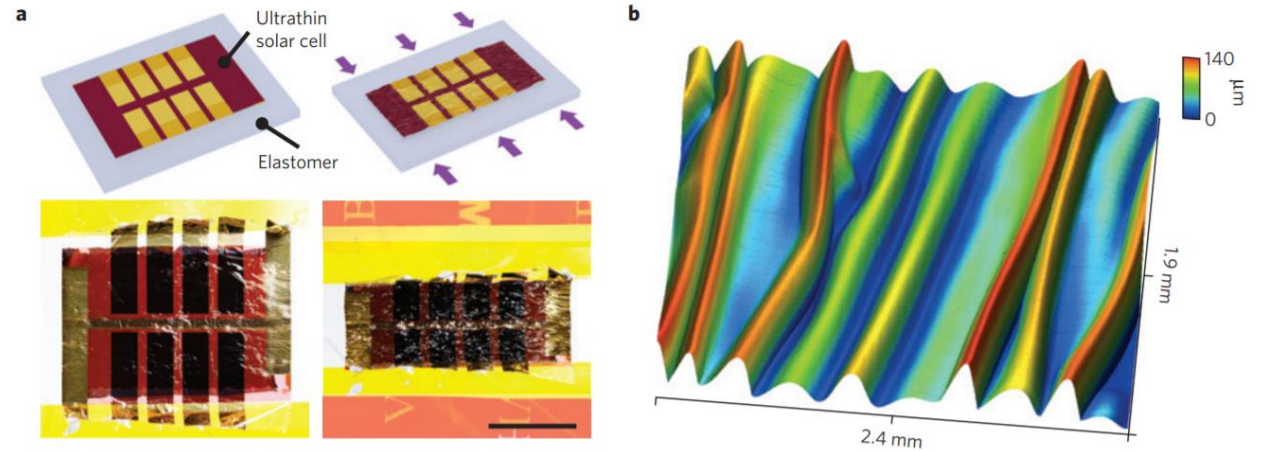 a
Ultrathin
solar cell
Elastomer
b
140
0
μm
1.9 mm
2.4 mm
M
V